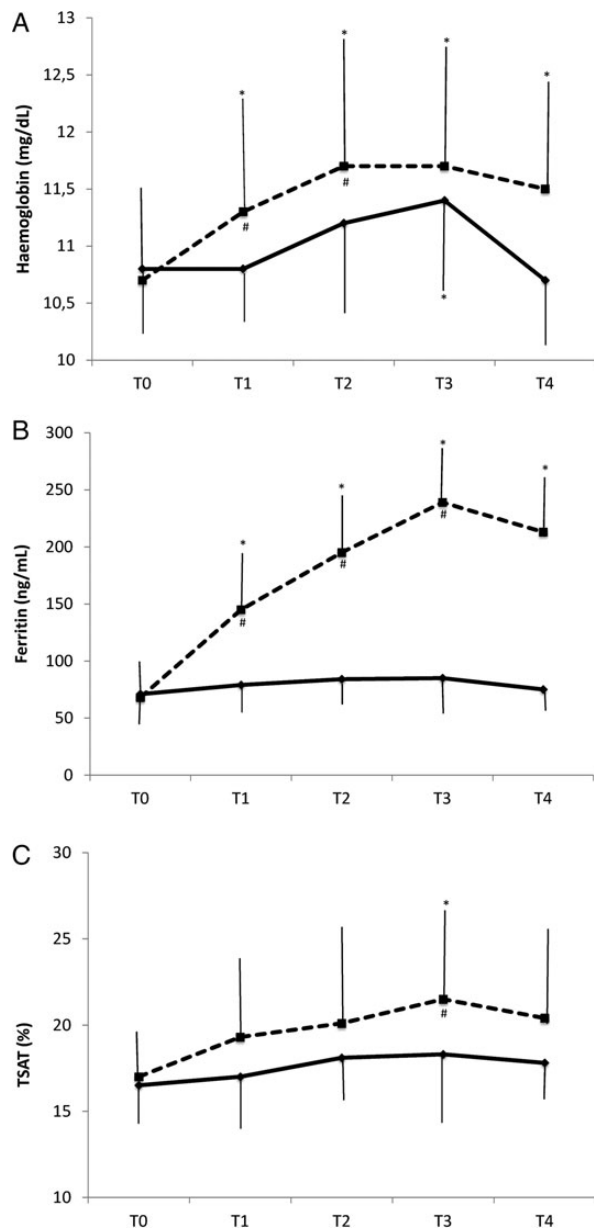 A
Haemoglobin (mg/dL)
13
12,5
12
11,5
11
10,5
10
* * * *
# #
*
T0 T1 T2 T3 T4
B
Ferritin (ng/mL)
300
250
200
150
100
50
0
* * * *
# # #
T0 T1 T2 T3 T4
C
TSAT (%)
30
25
20
15
10
*
#
T0 T1 T2 T3 T4